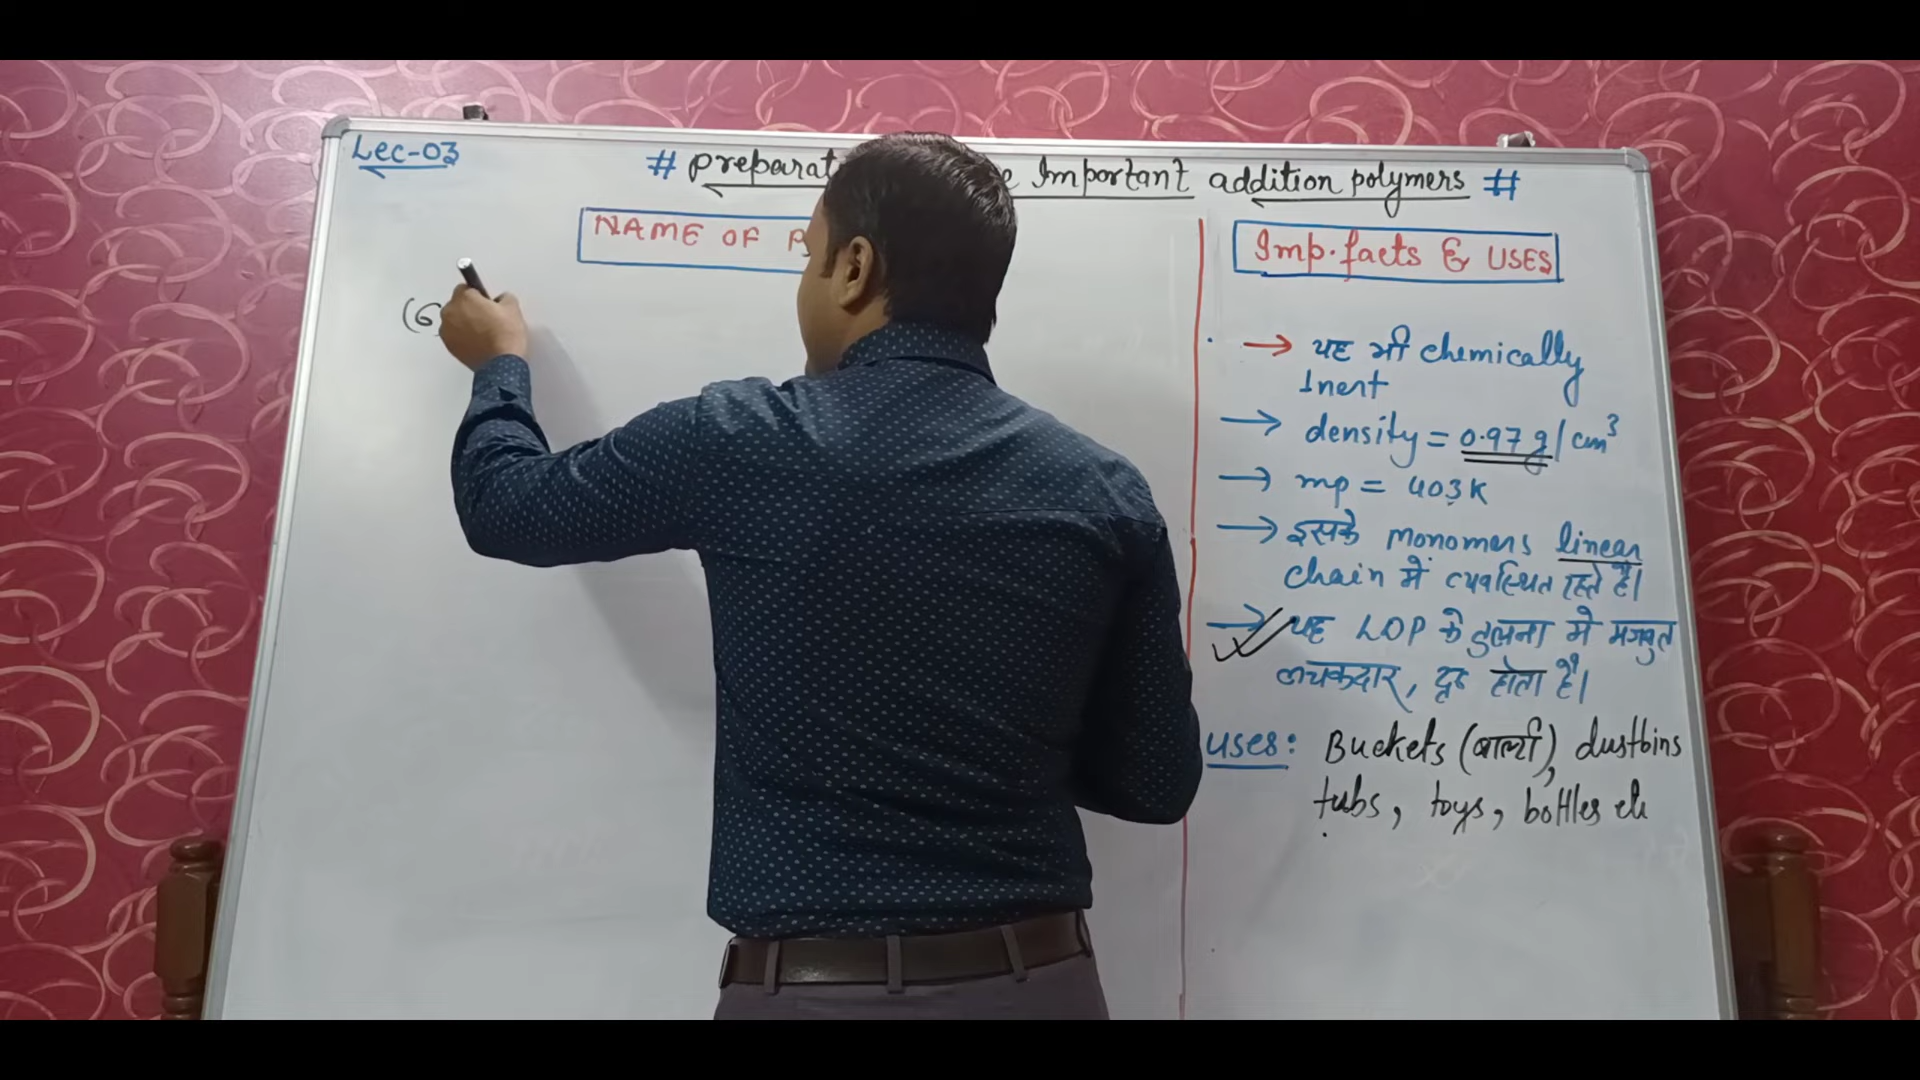 Lec-03
# preparat Important addition polymers #
NAME OF
Imp. facts & USES
(6
→ यह भी chemically
Inert
→ density = 0.97 g/cm³
→ mp = 403K
→ इसके monomers linear
chain में व्यवस्थित रहते हैं।
→ यह LDP के तुलना मे मजबुत
लचकदार, दृढ़ होता है।
uses: Buckets (बाल्टी), dustbins
tubs, toys, bottles etc